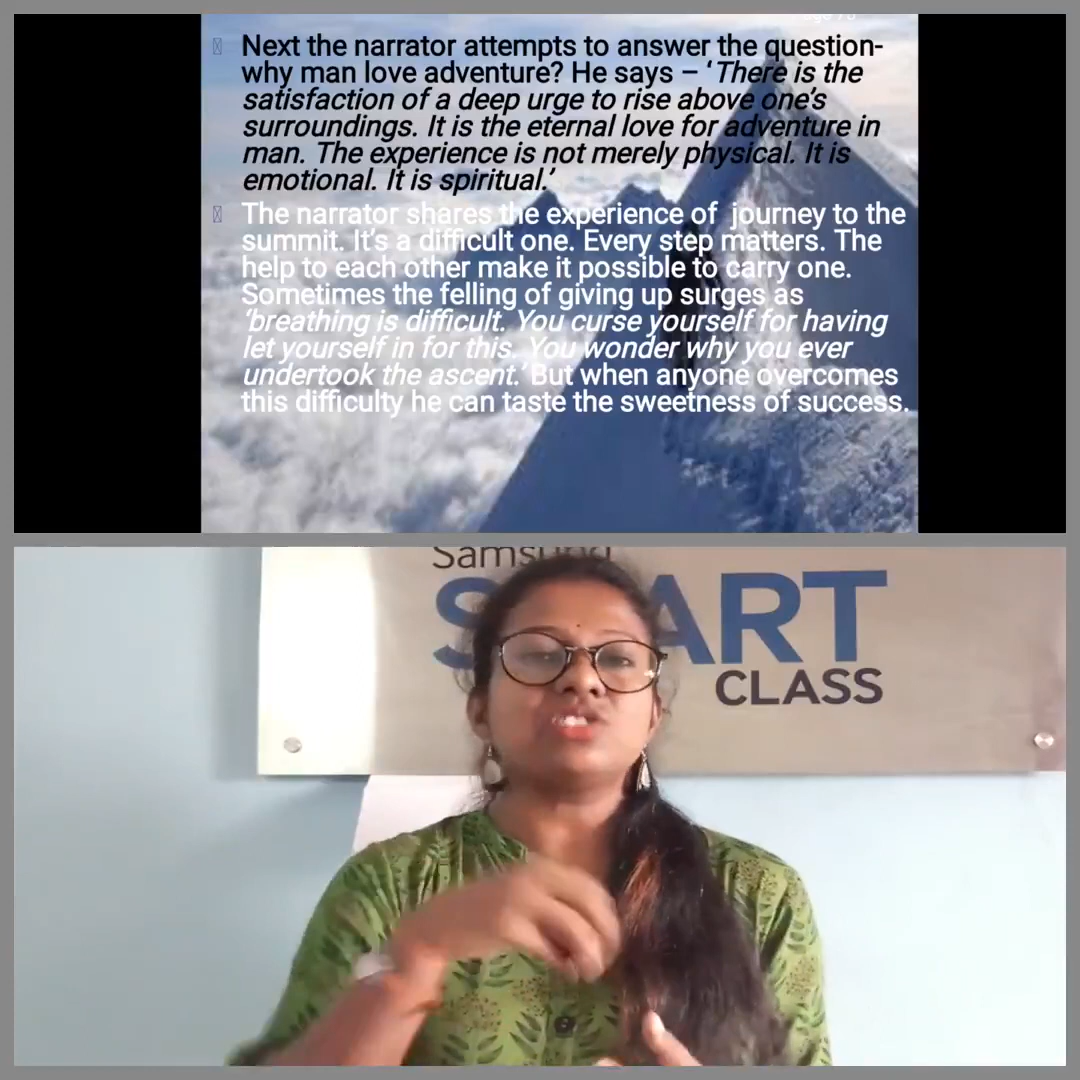 Next the narrator attempts to answer the question-
why man love adventure? He says – ‘There is the
satisfaction of a deep urge to rise above one’s
surroundings. It is the eternal love for adventure in
man. The experience is not merely physical. It is
emotional. It is spiritual.’
The narrator shares the experience of journey to the
summit. It’s a difficult one. Every step matters. The
help to each other make it possible to carry one.
Sometimes the felling of giving up surges as
‘breathing is difficult. You curse yourself for having
let yourself in for this. You wonder why you ever
undertook the ascent.’ But when anyone overcomes
this difficulty he can taste the sweetness of success.
Samsung
CLASS